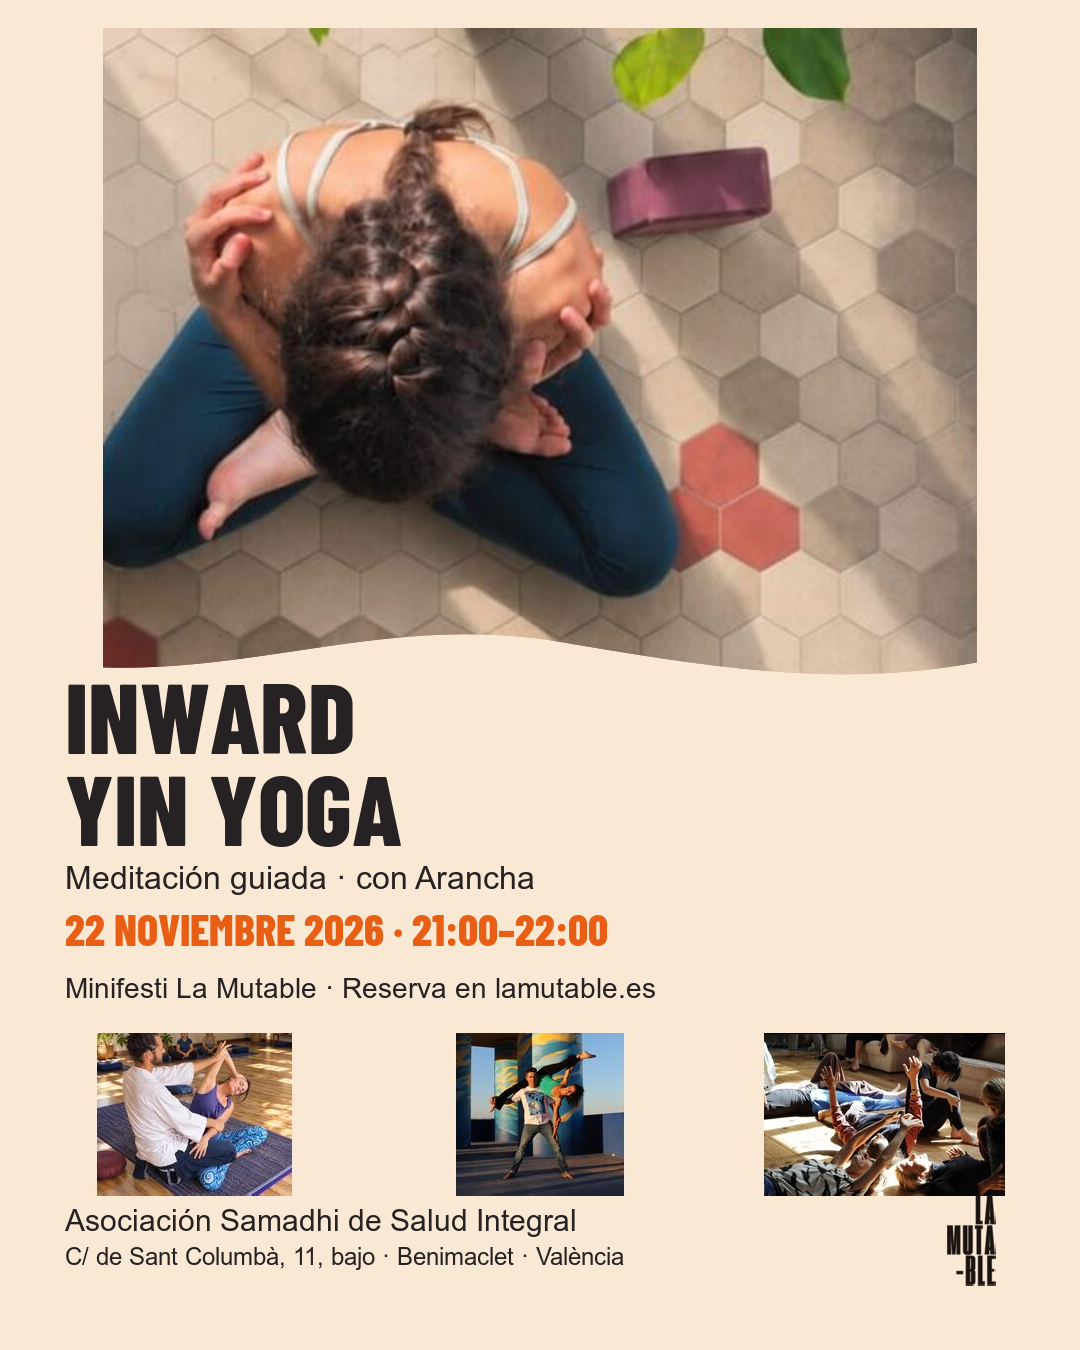 INWARD
YIN YOGA
Meditación guiada · con Arancha
22 NOVIEMBRE 2026 · 21:00–22:00
Minifesti La Mutable · Reserva en lamutable.es
Asociación Samadhi de Salud Integral
C/ de Sant Columbà, 11, bajo · Benimaclet · València
LA
MUTA
-BLE